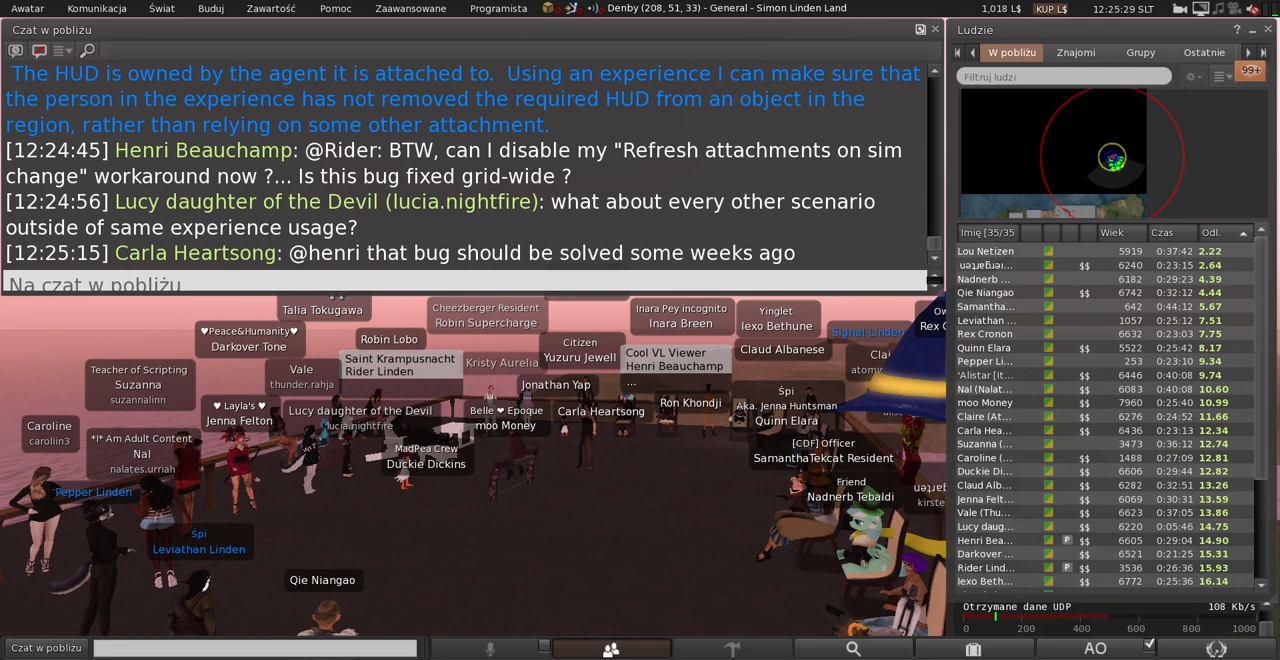 Awatar Komunikacja Świat Buduj Zawartość Pomoc Zaawansowane Programista Denby (208, 51, 33) - General - Simon Linden Land 1,018 L$ KUP L$ 12:25:29 SLT
Czat w pobliżu
The HUD is owned by the agent it is attached to.  Using an experience I can make sure that
the person in the experience has not removed the required HUD from an object in the
region, rather than relying on some other attachment.
[12:24:45] Henri Beauchamp: @Rider: BTW, can I disable my "Refresh attachments on sim
change" workaround now ?... Is this bug fixed grid-wide ?
[12:24:56] Lucy daughter of the Devil (lucia.nightfire): what about every other scenario
outside of same experience usage?
[12:25:15] Carla Heartsong: @henri that bug should be solved some weeks ago
Na czat w pobliżu
Talia Tokugawa
Cheezberger Resident
Robin Supercharge
Inara Pey incognito
Inara Breen
Yinglet
Iexo Bethune
Signal Linden
Rex C
♥Peace&Humanity♥
Darkover Tone
Robin Lobo
Citizen
Yuzuru Jewell
Claud Albanese
Saint Krampusnacht
Rider Linden
Kristy Aurelia
Cool VL Viewer
Henri Beauchamp
...
Teacher of Scripting
Suzanna
suzannalinn
Vale
thunder.rahja
Jonathan Yap
Špi
Aka. Jenna Huntsman
Quinn Elara
♥ Layla's ♥
Jenna Felton
Lucy daughter of the Devil
lucia.nightfire
Belle ♥ Epoque
moo Money
Carla Heartsong
Ron Khondji
Caroline
caroliin3
*I* Am Adult Content
Nal
nalates.urriah
MadPea Crew
Duckie Dickins
[CDF] Officer
SamanthaTekcat Resident
Friend
Nadnerb Tebaldi
kirste
Pepper Linden
Śpi
Leviathan Linden
Qie Niangao
Czat w pobliżu
Ludzie
W pobliżu Znajomi Grupy Ostatnie
Filtruj ludzi
99+
Imię [35/35 Wiek Czas Odl.
Lou Netizen 5919 0:37:42 2.22
6240 0:23:15 2.64
Nadnerb ... 6182 0:29:23 4.39
Qie Niangao $$ 6742 0:32:12 4.44
Samantha... 642 0:44:12 5.67
Leviathan ... 1057 0:25:12 7.51
Rex Cronon 6632 0:23:03 7.75
Quinn Elara $$ 5522 0:25:42 8.17
Pepper Li... 253 0:23:10 9.34
'Alistar [It... $$ 6446 0:40:08 9.74
Nal (Nalat... $$ 6083 0:40:08 10.60
moo Money $$ 7960 0:25:40 10.99
Claire (At... $$ 6276 0:24:52 11.66
Carla Hea... $$ 6436 0:23:13 12.34
Suzanna (... 3473 0:36:12 12.74
Caroline (... $$ 1488 0:27:09 12.81
Duckie Di... $$ 6606 0:29:44 12.82
Claud Alb... $$ 6282 0:32:51 13.26
Jenna Felt... $$ 6069 0:30:31 13.59
Vale (Thu... $$ 6623 0:37:05 13.86
Lucy daug... $$ 6220 0:05:46 14.75
Henri Bea... P $$ 6605 0:29:04 14.90
Darkover ... $$ 6521 0:21:25 15.31
Rider Lind... P $$ 3536 0:26:36 15.93
Iexo Beth... $$ 6772 0:25:36 16.14
Otrzymane dane UDP 108 Kb/s
0 200 400 600 800 1000
AO